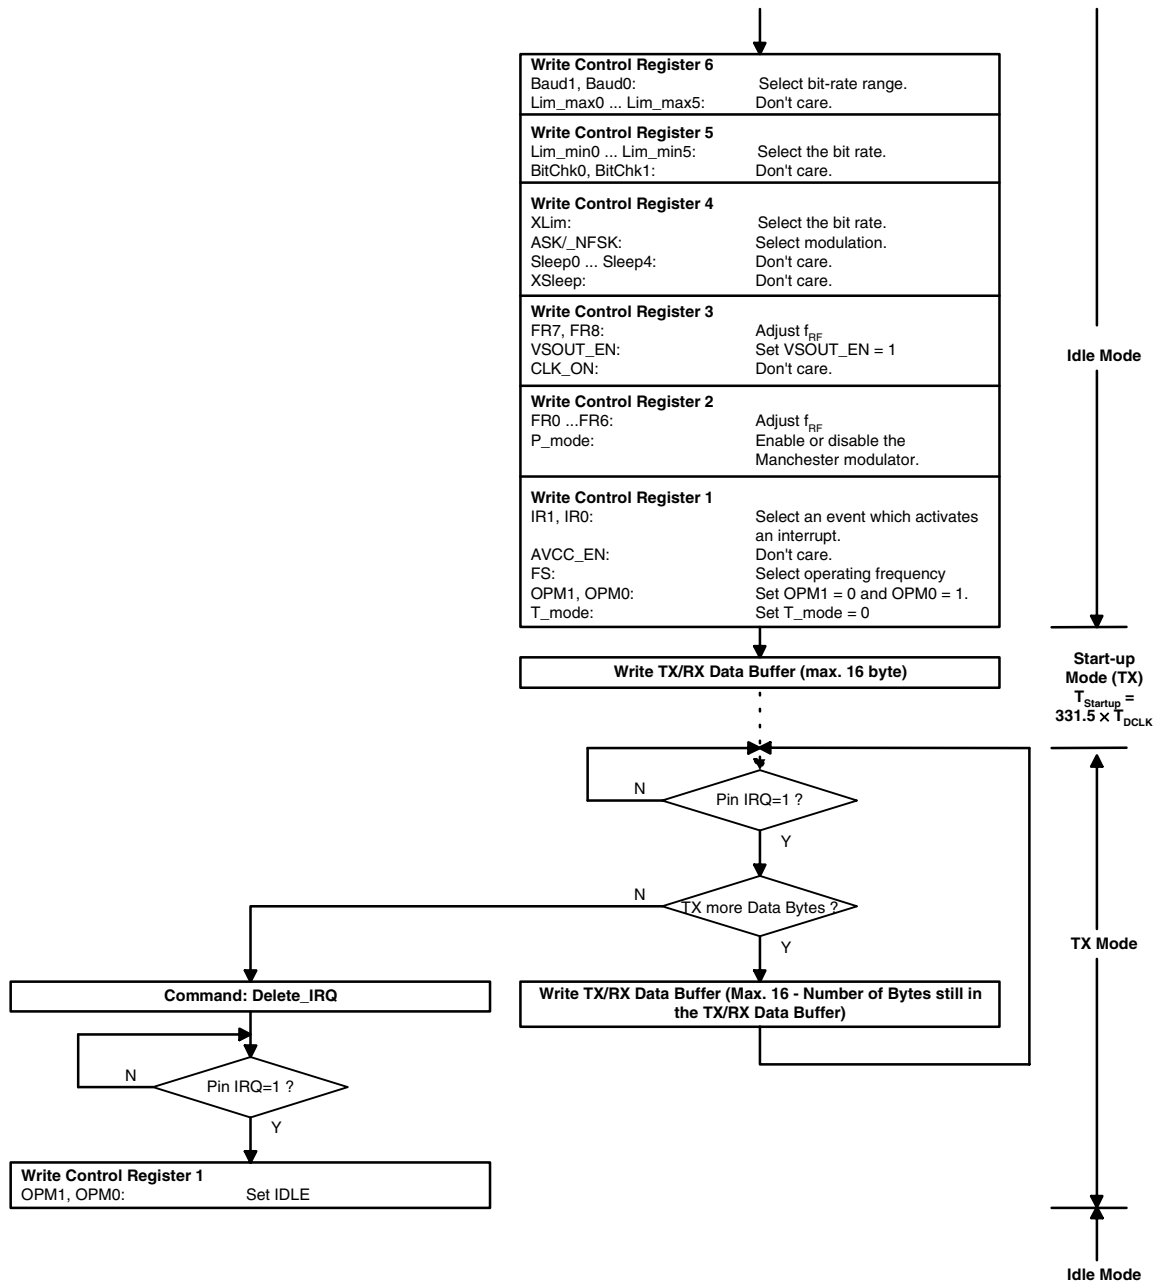 Write Control Register 6
Baud1, Baud0: Select bit-rate range.
Lim_max0 ... Lim_max5: Don't care.
Write Control Register 5
Lim_min0 ... Lim_min5: Select the bit rate.
BitChk0, BitChk1: Don't care.
Write Control Register 4
XLim: Select the bit rate.
ASK/_NFSK: Select modulation.
Sleep0 ... Sleep4: Don't care.
XSleep: Don't care.
Write Control Register 3
FR7, FR8: Adjust fRF
VSOUT_EN: Set VSOUT_EN = 1
CLK_ON: Don't care.
Idle Mode
Write Control Register 2
FR0 ...FR6: Adjust fRF
P_mode: Enable or disable the
Manchester modulator.
Write Control Register 1
IR1, IR0: Select an event which activates
an interrupt.
AVCC_EN: Don't care.
FS: Select operating frequency
OPM1, OPM0: Set OPM1 = 0 and OPM0 = 1.
T_mode: Set T_mode = 0
Write TX/RX Data Buffer (max. 16 byte)
Start-up
Mode (TX)
TStartup =
331.5 × TDCLK
N
Pin IRQ=1 ?
Y
N
TX more Data Bytes ?
Y
TX Mode
Command: Delete_IRQ
Write TX/RX Data Buffer (Max. 16 - Number of Bytes still in
the TX/RX Data Buffer)
N
Pin IRQ=1 ?
Y
Write Control Register 1
OPM1, OPM0: Set IDLE
Idle Mode